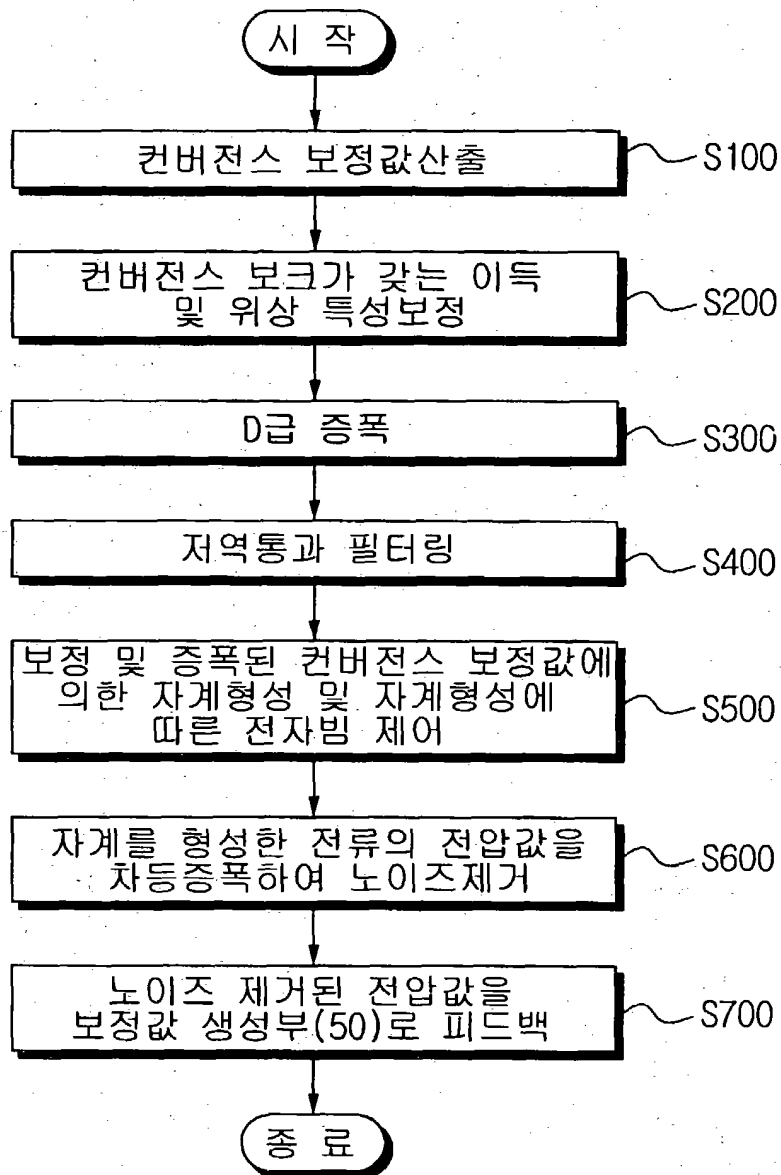 시 작
컨버전스 보정값산출
S100
컨버전스 보크가 갖는 이득
및 위상 특성보정
S200
D급 증폭
S300
저역통과 필터링
S400
보정 및 증폭된 컨버전스 보정값에
의한 자계형성 및 자계형성에
따른 전자빔 제어
S500
자계를 형성한 전류의 전압값을
차등증폭하여 노이즈제거
S600
노이즈 제거된 전압값을
보정값 생성부(50)로 피드백
S700
종 료